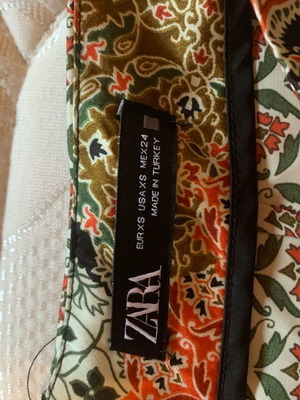 ZARA
EUR XS USA XS MEX 24
MADE IN TURKEY